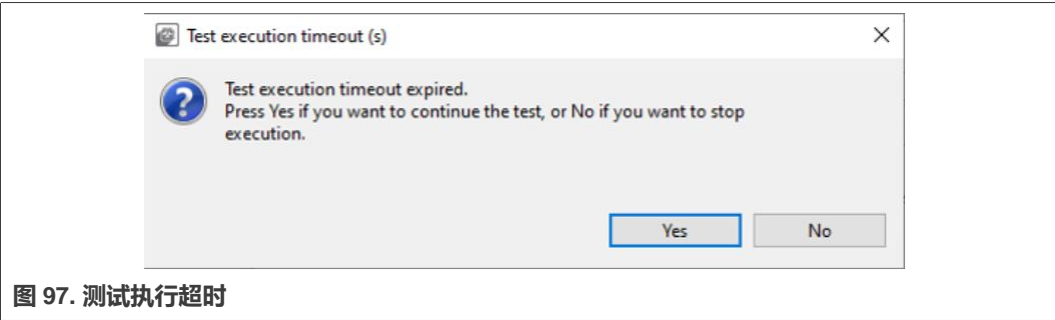 Test execution timeout (s)
Test execution timeout expired.
Press Yes if you want to continue the test, or No if you want to stop
execution.
Yes
No
图 97. 测试执行超时